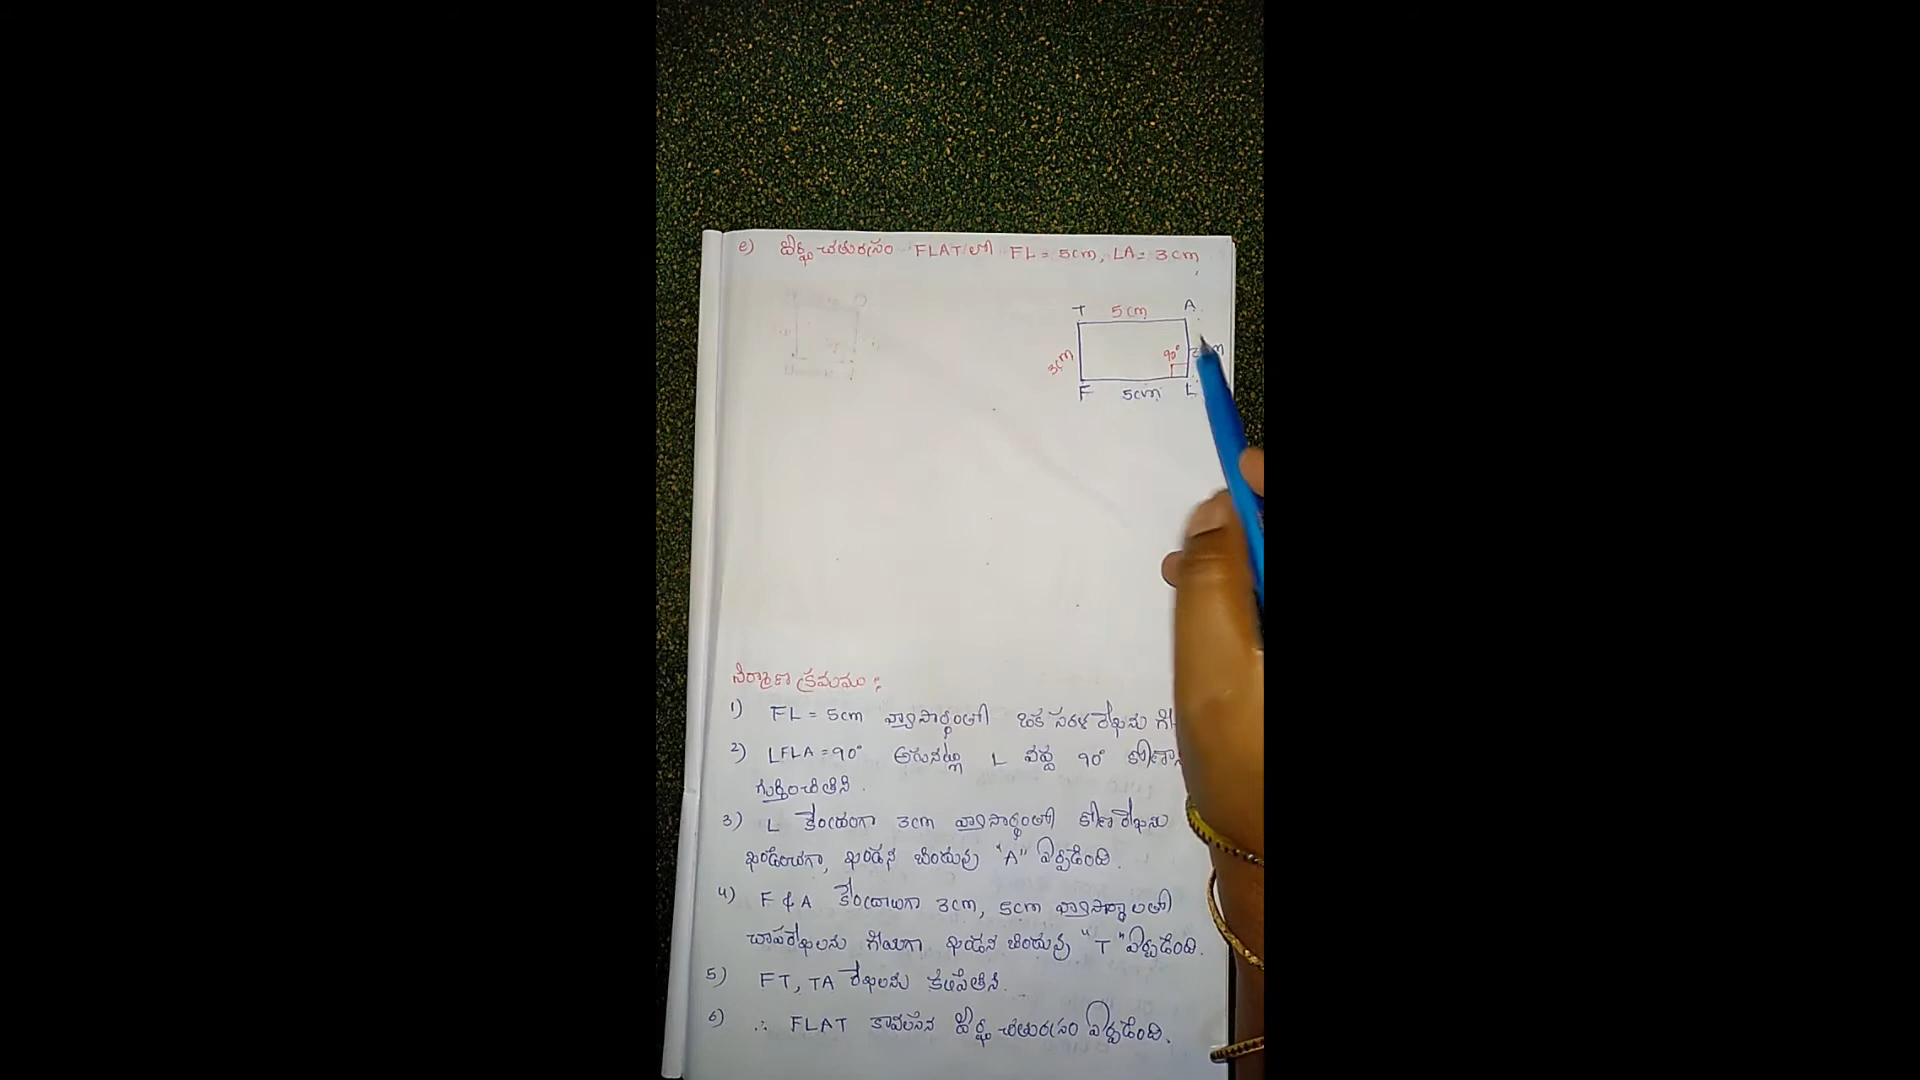 e) దీర్ఘ చతురస్రం FLAT లో FL = 5cm, LA = 3cm
T 5cm A
3cm 90°
F 5cm L
నిర్మాణ క్రమము :
1) FL = 5cm వ్యాసార్థంతో ఒక సరళ రేఖను
2) ∟FLA = 90° అగునట్లు L వద్ద 90°
గుర్తించితిని.
3) L కేంద్రంగా 3cm వ్యాసార్థంతో కోణ రేఖను
ఖండించగా, ఖండన బిందువు "A" ఏర్పడింది.
4) F & A కేంద్రాలుగా 3cm, 5cm వ్యాసార్థాలతో
చాపరేఖలను గీయగా ఖండన బిందువు "T" ఏర్పడింది.
5) FT, TA రేఖలను కలిపితిని.
6) ∴ FLAT కావలసిన దీర్ఘ చతురస్రం ఏర్పడింది.